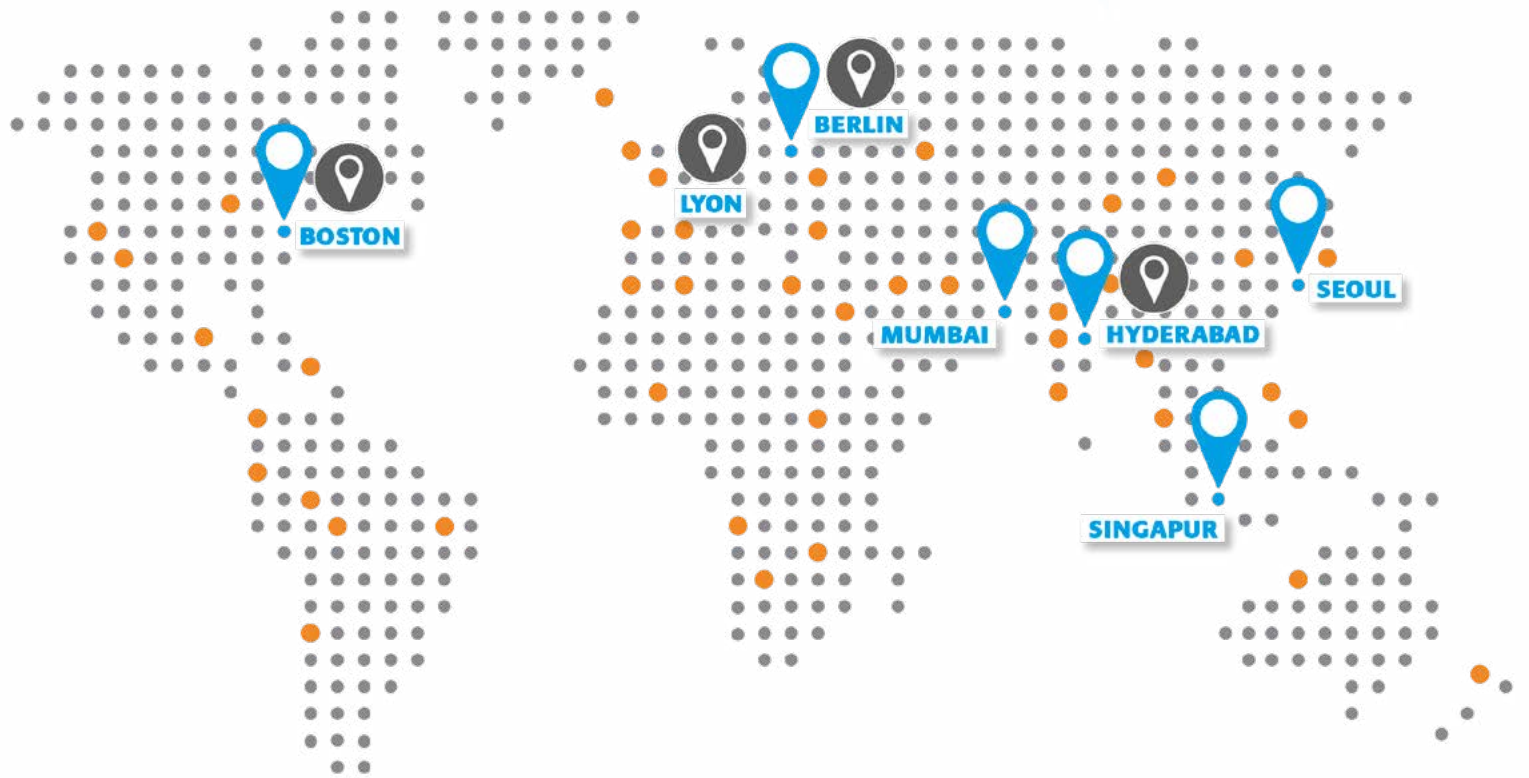 BERLIN
LYON
BOSTON
SEOUL
MUMBAI
HYDERABAD
SINGAPUR